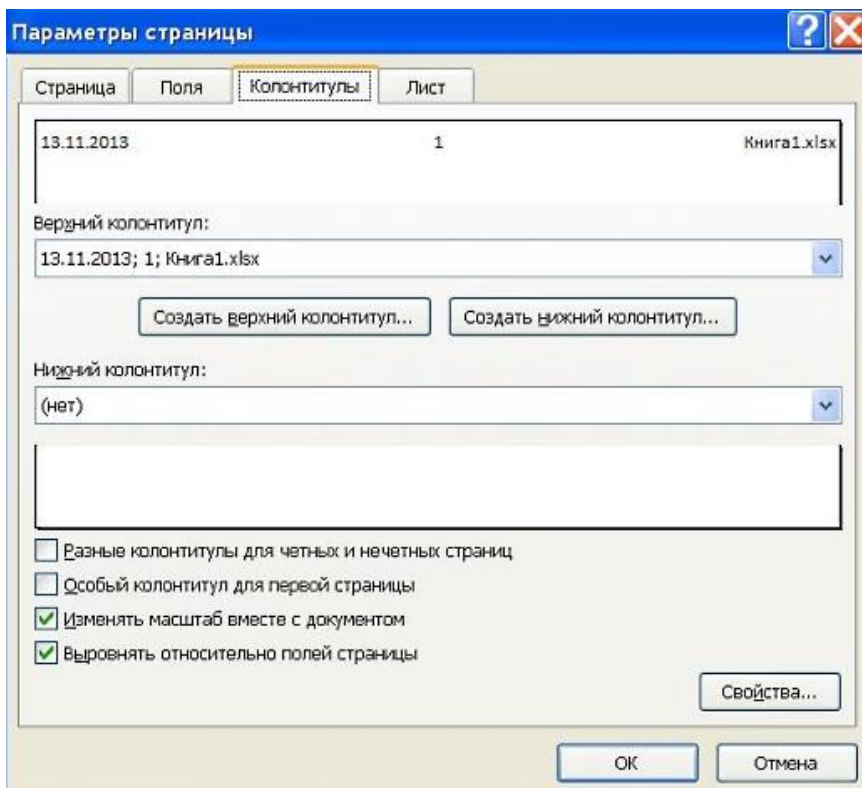 Параметры страницы
Страница Поля Колонтитулы Лист
13.11.2013 1 Книга1.xlsx
Верхний колонтитул:
13.11.2013; 1; Книга1.xlsx
Создать верхний колонтитул... Создать нижний колонтитул...
Нижний колонтитул:
(нет)
Разные колонтитулы для четных и нечетных страниц
Особый колонтитул для первой страницы
Изменять масштаб вместе с документом
Выровнять относительно полей страницы
Свойства...
ОК Отмена